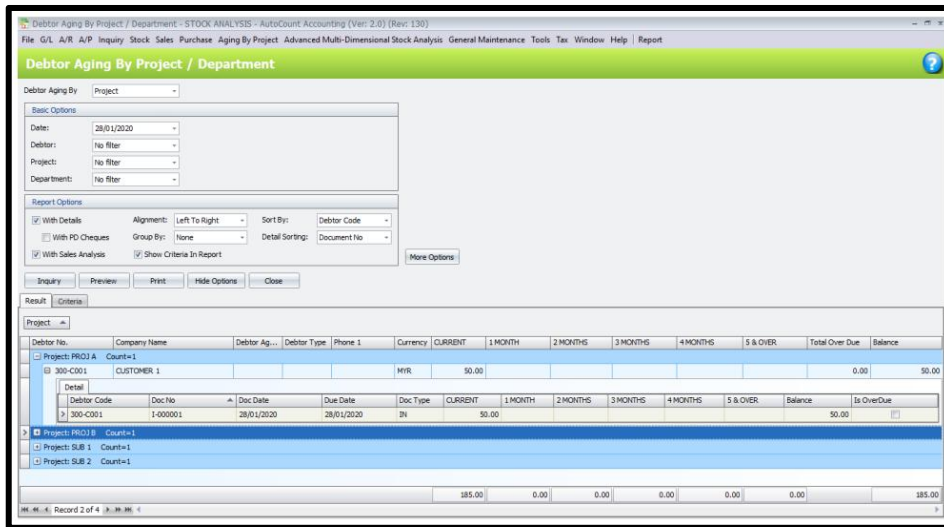 Debtor Aging By Project / Department - STOCK ANALYSIS - AutoCount Accounting (Ver: 2.0) (Rev: 130)
File G/L A/R A/P Inquiry Stock Sales Purchase Aging By Project Advanced Multi-Dimensional Stock Analysis General Maintenance Tools Tax Window Help | Report
Debtor Aging By Project / Department
Debtor Aging By Project
Basic Options
Date: 28/01/2020
Debtor: No filter
Project: No filter
Department: No filter
Report Options
With Details Alignment: Left To Right Sort By: Debtor Code
With PD Cheques Group By: None Detail Sorting: Document No
With Sales Analysis Show Criteria In Report More Options
Inquiry Preview Print Hide Options Close
Result Criteria
Project
Debtor No. Company Name Debtor Ag... Debtor Type Phone 1 Currency CURRENT 1 MONTH 2 MONTHS 3 MONTHS 4 MONTHS 5 & OVER Total Over Due Balance
Project: PROJ A Count=1
300-C001 CUSTOMER 1 MYR 50.00 0.00 50.00
Detail
Debtor Code Doc No Doc Date Due Date Doc Type CURRENT 1 MONTH 2 MONTHS 3 MONTHS 4 MONTHS 5 & OVER Balance Is OverDue
300-C001 I-000001 28/01/2020 28/01/2020 IN 50.00 50.00
Project: PROJ B Count=1
Project: SUB 1 Count=1
Project: SUB 2 Count=1
185.00 0.00 0.00 0.00 0.00 0.00 185.00
Record 2 of 4